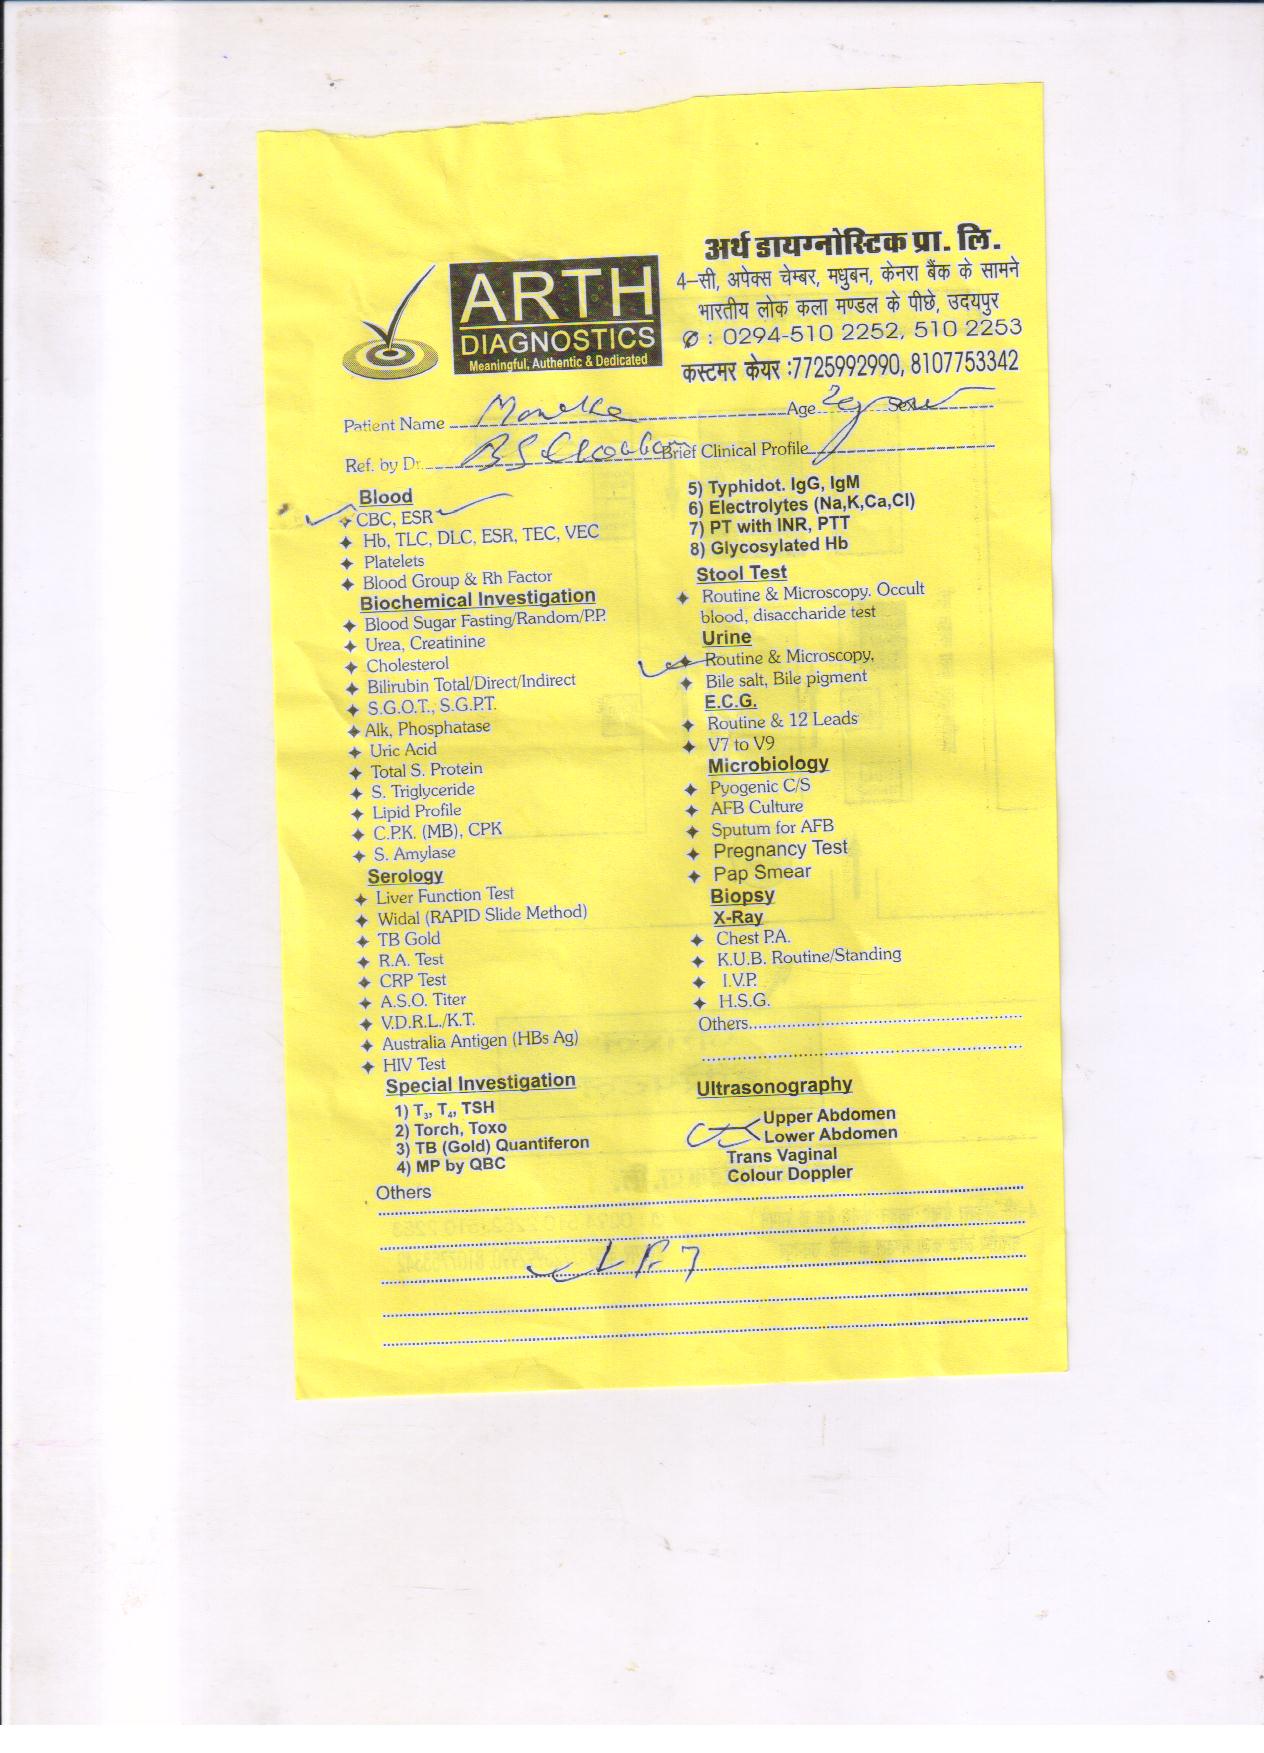 अर्थ डायग्नोस्टिक प्रा. लि.
4-सी, अपेक्स चेम्बर, मधुबन, केनरा बैंक के सामने
भारतीय लोक कला मण्डल के पीछे, उदयपुर
: 0294-510 2252, 510 2253
कस्टमर केयर :7725992990, 8107753342
ARTH
DIAGNOSTICS
Meaningful, Authentic & Dedicated
Patient Name Age Sex
Ref. by Dr. Brief Clinical Profile
Blood
CBC, ESR
Hb, TLC, DLC, ESR, TEC, VEC
Platelets
Blood Group & Rh Factor
Biochemical Investigation
Blood Sugar Fasting/Random/P.P.
Urea, Creatinine
Cholesterol
Bilirubin Total/Direct/Indirect
S.G.O.T., S.G.P.T.
Alk, Phosphatase
Uric Acid
Total S. Protein
S. Triglyceride
Lipid Profile
C.P.K. (MB), CPK
S. Amylase
Serology
Liver Function Test
Widal (RAPID Slide Method)
TB Gold
R.A. Test
CRP Test
A.S.O. Titer
V.D.R.L./K.T.
Australia Antigen (HBs Ag)
HIV Test
Special Investigation
1) T3, T4, TSH
2) Torch, Toxo
3) TB (Gold) Quantiferon
4) MP by QBC
5) Typhidot. IgG, IgM
6) Electrolytes (Na,K,Ca,Cl)
7) PT with INR, PTT
8) Glycosylated Hb
Stool Test
Routine & Microscopy. Occult
blood, disaccharide test
Urine
Routine & Microscopy,
Bile salt, Bile pigment
E.C.G.
Routine & 12 Leads
V7 to V9
Microbiology
Pyogenic C/S
AFB Culture
Sputum for AFB
Pregnancy Test
Pap Smear
Biopsy
X-Ray
Chest P.A.
K.U.B. Routine/Standing
I.V.P.
H.S.G.
Others
Ultrasonography
Upper Abdomen
Lower Abdomen
Trans Vaginal
Colour Doppler
Others